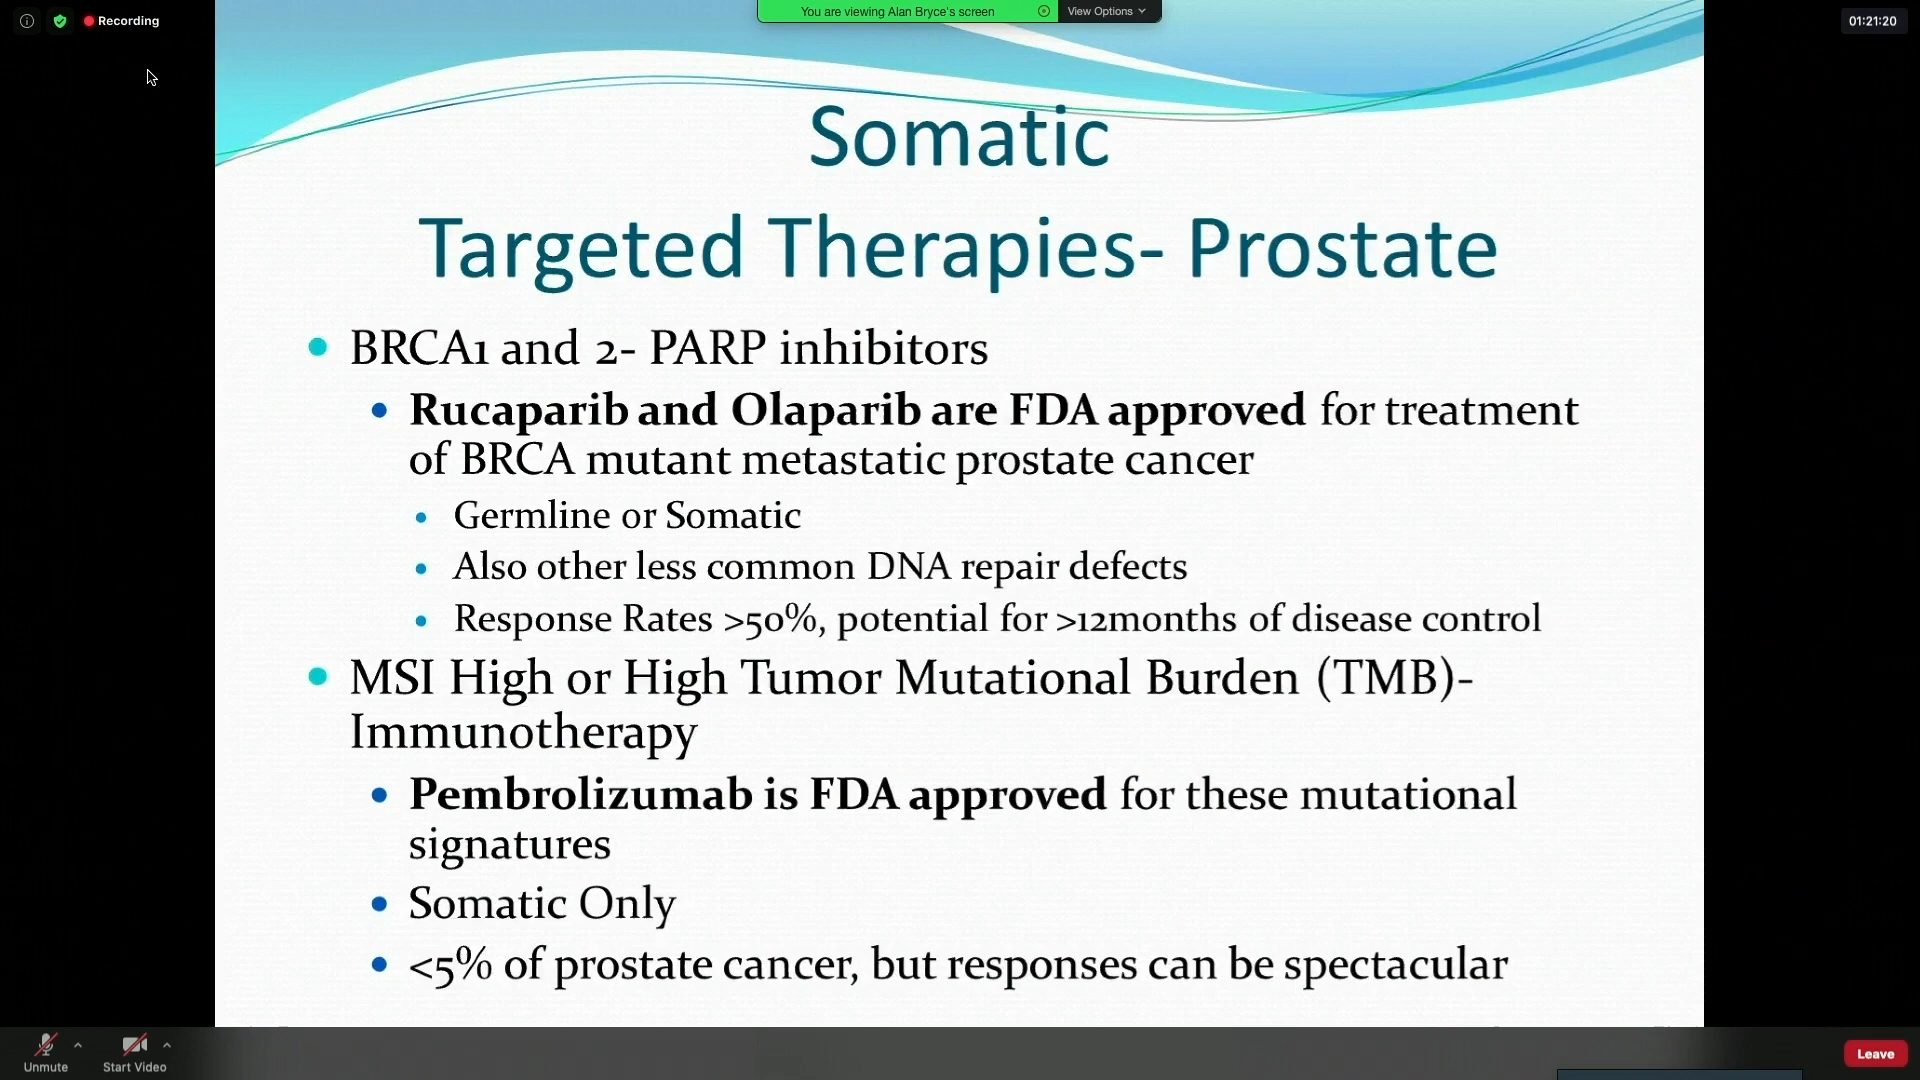 Recording
You are viewing Alan Bryce's screen
View Options
01:21:20
Somatic
Targeted Therapies- Prostate
BRCA1 and 2- PARP inhibitors
Rucaparib and Olaparib are FDA approved for treatment
of BRCA mutant metastatic prostate cancer
Germline or Somatic
Also other less common DNA repair defects
Response Rates >50%, potential for >12months of disease control
MSI High or High Tumor Mutational Burden (TMB)-
Immunotherapy
Pembrolizumab is FDA approved for these mutational
signatures
Somatic Only
<5% of prostate cancer, but responses can be spectacular
Unmute
Start Video
Leave